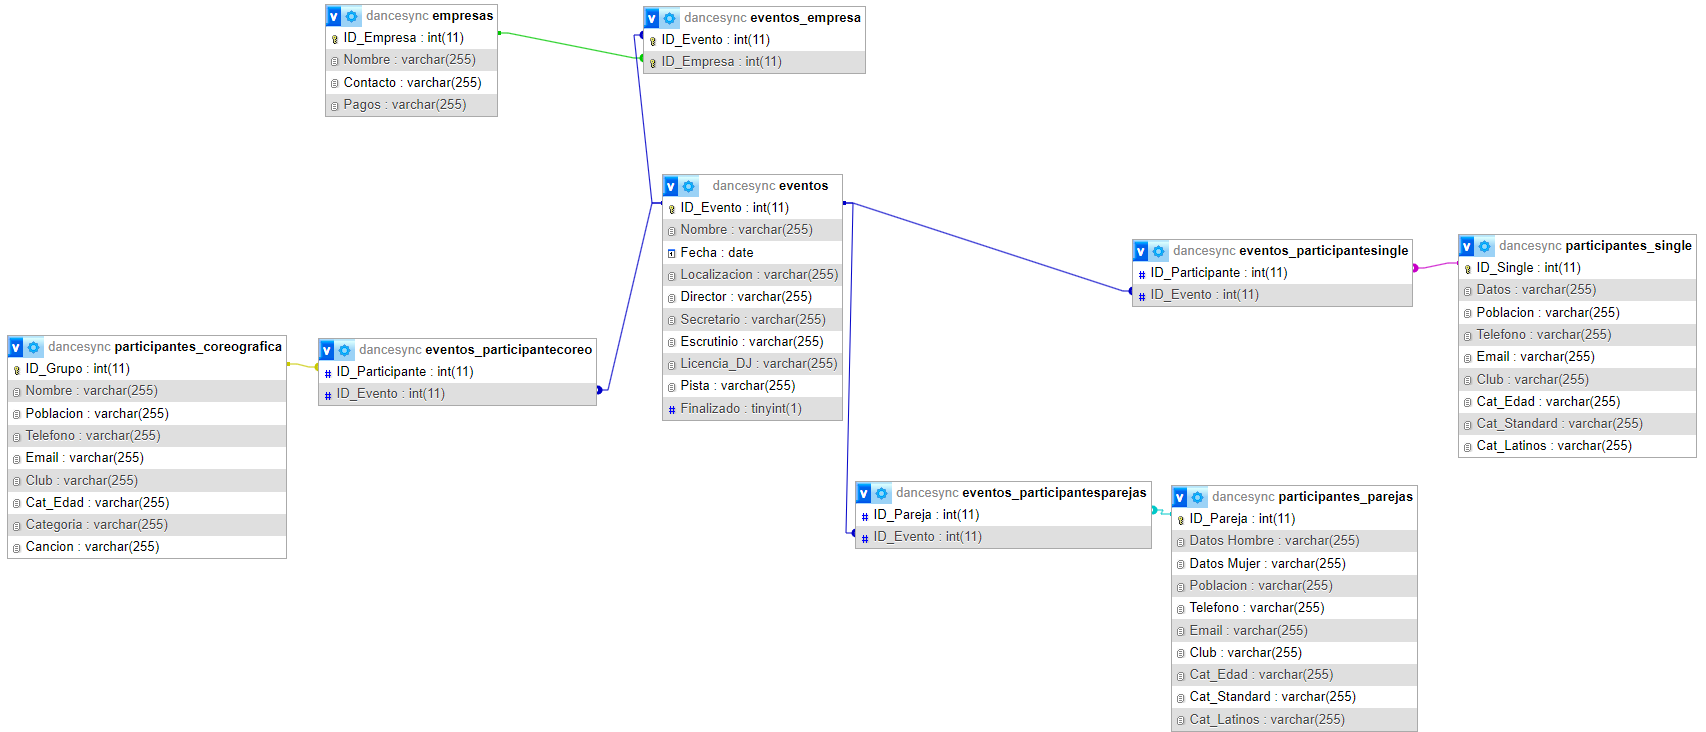 dancesync empresas
ID_Empresa : int(11)
Nombre : varchar(255)
Contacto : varchar(255)
Pagos : varchar(255)
dancesync eventos_empresa
ID_Evento : int(11)
ID_Empresa : int(11)
dancesync eventos
ID_Evento : int(11)
Nombre : varchar(255)
Fecha : date
Localizacion : varchar(255)
Director : varchar(255)
Secretario : varchar(255)
Escrutinio : varchar(255)
Licencia_DJ : varchar(255)
Pista : varchar(255)
Finalizado : tinyint(1)
dancesync eventos_participantesingle
ID_Participante : int(11)
ID_Evento : int(11)
dancesync participantes_single
ID_Single : int(11)
Datos : varchar(255)
Poblacion : varchar(255)
Telefono : varchar(255)
Email : varchar(255)
Club : varchar(255)
Cat_Edad : varchar(255)
Cat_Standard : varchar(255)
Cat_Latinos : varchar(255)
dancesync participantes_coreografica
ID_Grupo : int(11)
Nombre : varchar(255)
Poblacion : varchar(255)
Telefono : varchar(255)
Email : varchar(255)
Club : varchar(255)
Cat_Edad : varchar(255)
Categoria : varchar(255)
Cancion : varchar(255)
dancesync eventos_participantecoreo
ID_Participante : int(11)
ID_Evento : int(11)
dancesync eventos_participantesparejas
ID_Pareja : int(11)
ID_Evento : int(11)
dancesync participantes_parejas
ID_Pareja : int(11)
Datos Hombre : varchar(255)
Datos Mujer : varchar(255)
Poblacion : varchar(255)
Telefono : varchar(255)
Email : varchar(255)
Club : varchar(255)
Cat_Edad : varchar(255)
Cat_Standard : varchar(255)
Cat_Latinos : varchar(255)